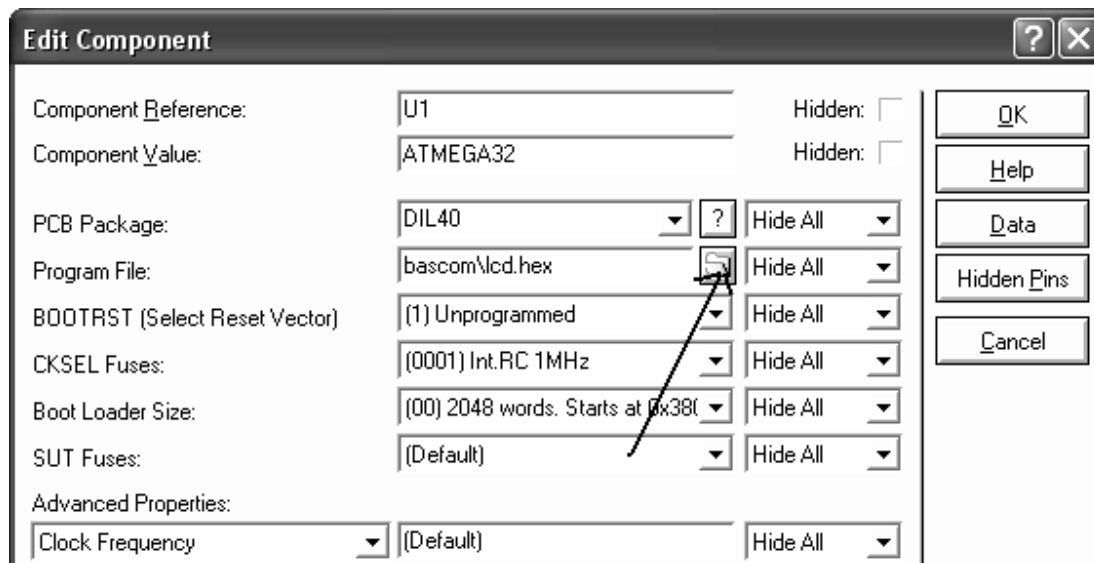 Edit Component
Component Reference: U1 Hidden:
Component Value: ATMEGA32 Hidden:
PCB Package: DIL40 ? Hide All
Program File: bascom\lcd.hex Hide All
BOOTRST (Select Reset Vector) (1) Unprogrammed Hide All
CKSEL Fuses: (0001) Int.RC 1MHz Hide All
Boot Loader Size: (00) 2048 words. Starts at 0x38( Hide All
SUT Fuses: (Default) Hide All
Advanced Properties:
Clock Frequency (Default) Hide All
OK
Help
Data
Hidden Pins
Cancel